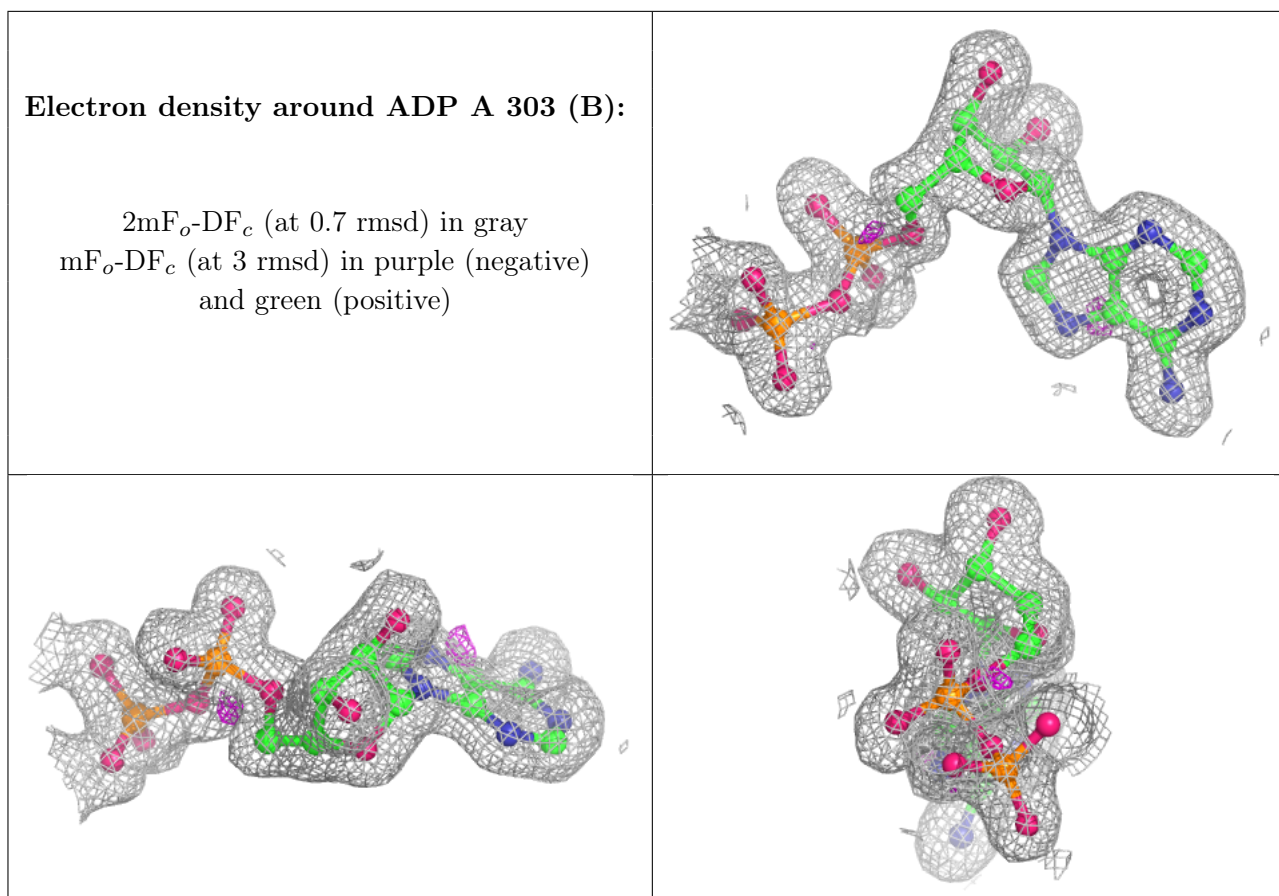 Electron density around ADP A 303 (B):
2mFo-DFc (at 0.7 rmsd) in gray
mFo-DFc (at 3 rmsd) in purple (negative)
and green (positive)